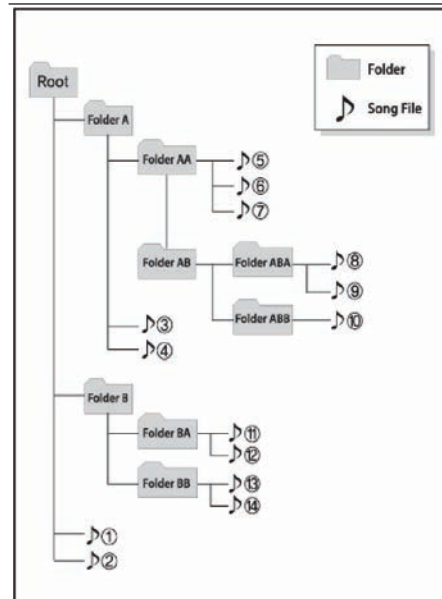 Root
Folder
Song File
Folder A
Folder AA
⑤
⑥
⑦
Folder AB
Folder ABA
⑧
⑨
Folder ABB
⑩
③
④
Folder B
Folder BA
⑪
⑫
Folder BB
⑬
⑭
①
②